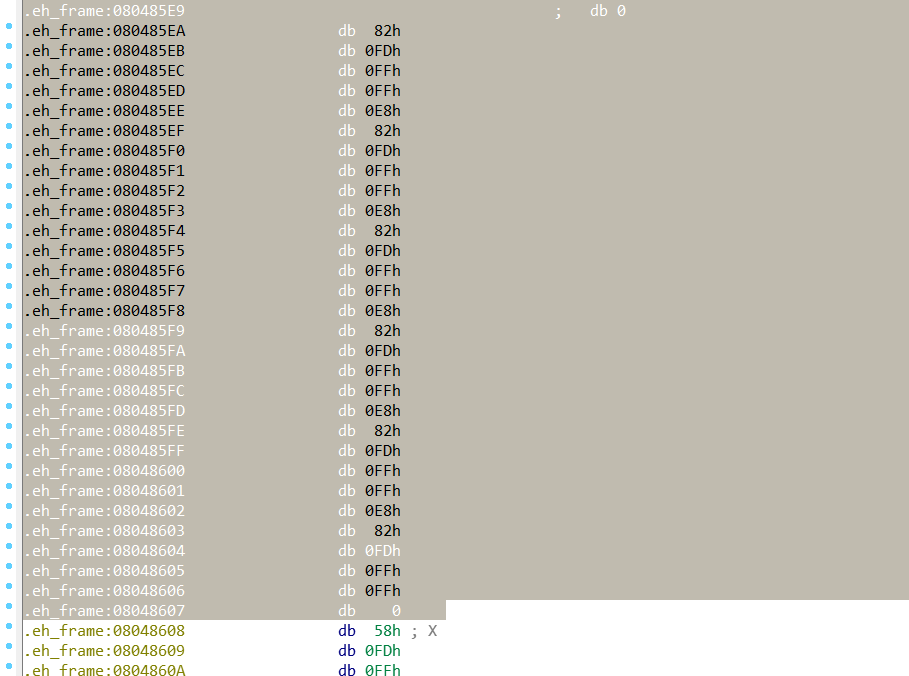 .eh_frame:080485E9 ; db 0
.eh_frame:080485EA db 82h
.eh_frame:080485EB db 0FDh
.eh_frame:080485EC db 0FFh
.eh_frame:080485ED db 0FFh
.eh_frame:080485EE db 0E8h
.eh_frame:080485EF db 82h
.eh_frame:080485F0 db 0FDh
.eh_frame:080485F1 db 0FFh
.eh_frame:080485F2 db 0FFh
.eh_frame:080485F3 db 0E8h
.eh_frame:080485F4 db 82h
.eh_frame:080485F5 db 0FDh
.eh_frame:080485F6 db 0FFh
.eh_frame:080485F7 db 0FFh
.eh_frame:080485F8 db 0E8h
.eh_frame:080485F9 db 82h
.eh_frame:080485FA db 0FDh
.eh_frame:080485FB db 0FFh
.eh_frame:080485FC db 0FFh
.eh_frame:080485FD db 0E8h
.eh_frame:080485FE db 82h
.eh_frame:080485FF db 0FDh
.eh_frame:08048600 db 0FFh
.eh_frame:08048601 db 0FFh
.eh_frame:08048602 db 0E8h
.eh_frame:08048603 db 82h
.eh_frame:08048604 db 0FDh
.eh_frame:08048605 db 0FFh
.eh_frame:08048606 db 0FFh
.eh_frame:08048607 db 0
.eh_frame:08048608 db 58h ; X
.eh_frame:08048609 db 0FDh
.eh_frame:0804860A db 0FFh